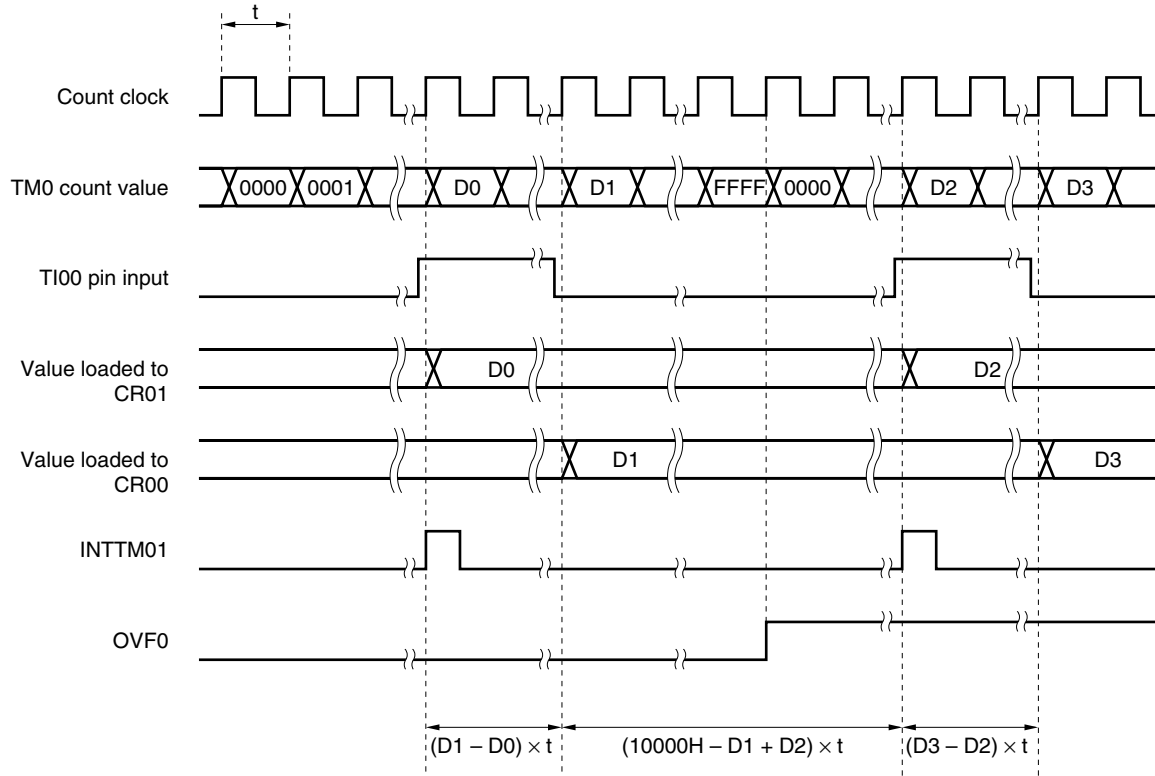 t
Count clock
TM0 count value
0000
0001
D0
D1
FFFF
0000
D2
D3
TI00 pin input
Value loaded to
CR01
D0
D2
Value loaded to
CR00
D1
D3
INTTM01
OVF0
(D1 – D0) × t
(10000H – D1 + D2) × t
(D3 – D2) × t